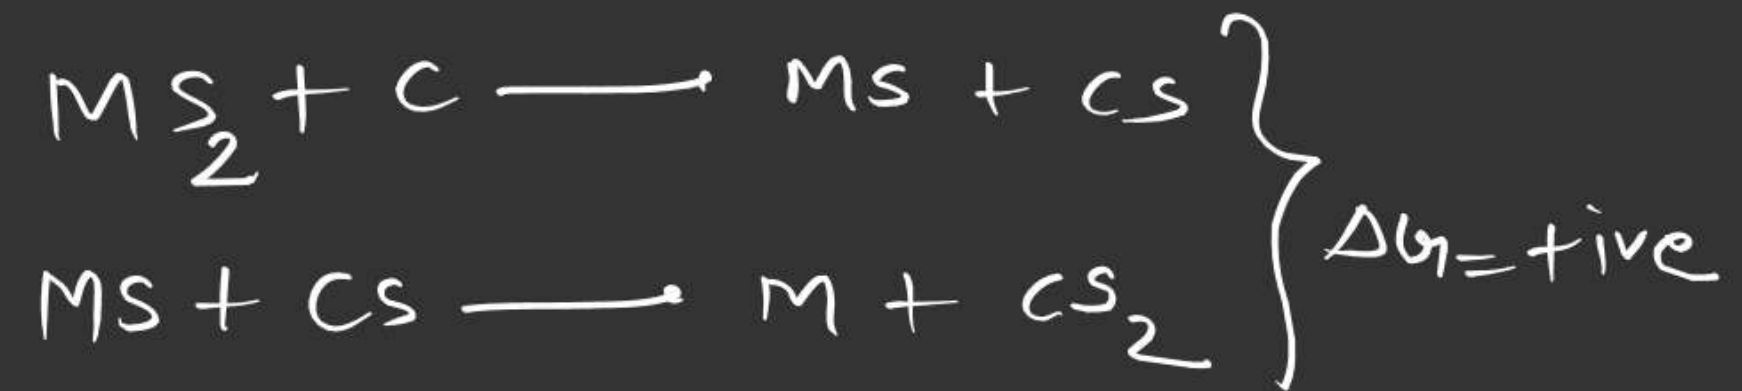 MS₂ + C ⟶ MS + CS
MS + CS ⟶ M + CS₂
ΔG = +ive